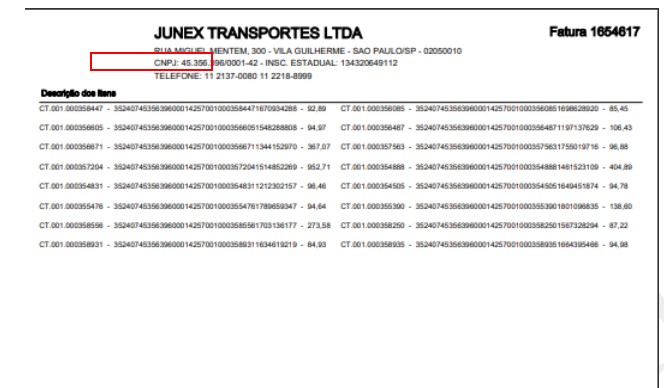 JUNEX TRANSPORTES LTDA
Fatura 1654617
RUA MIGUEL MENTEM, 300 - VILA GUILHERME - SAO PAULO/SP - 02050010
CNPJ: 45.356.396/0001-42 - INSC. ESTADUAL: 134320649112
TELEFONE: 11 2137-0080 11 2218-8999
Descrição dos Itens
CT.001.000358447 - 35240745356396000142570010003584471670934288 - 92,89 CT.001.000356085 - 35240745356396000142570010003560851698628920 - 85,45
CT.001.000356605 - 35240745356396000142570010003566051548288808 - 94,97 CT.001.000356487 - 35240745356396000142570010003564871197137629 - 106,43
CT.001.000356671 - 35240745356396000142570010003566711344152970 - 367,07 CT.001.000357563 - 35240745356396000142570010003575631755019716 - 96,88
CT.001.000357204 - 35240745356396000142570010003572041514852269 - 952,71 CT.001.000354888 - 35240745356396000142570010003548881461523109 - 404,89
CT.001.000354831 - 35240745356396000142570010003548311212302157 - 96,46 CT.001.000354505 - 35240745356396000142570010003545051649451874 - 94,78
CT.001.000355476 - 35240745356396000142570010003554761789659347 - 94,64 CT.001.000355390 - 35240745356396000142570010003553901801096835 - 138,60
CT.001.000358556 - 35240745356396000142570010003585561703136177 - 273,58 CT.001.000358250 - 35240745356396000142570010003582501567328294 - 87,22
CT.001.000358931 - 35240745356396000142570010003589311634619219 - 84,93 CT.001.000358935 - 35240745356396000142570010003589351664395466 - 94,98